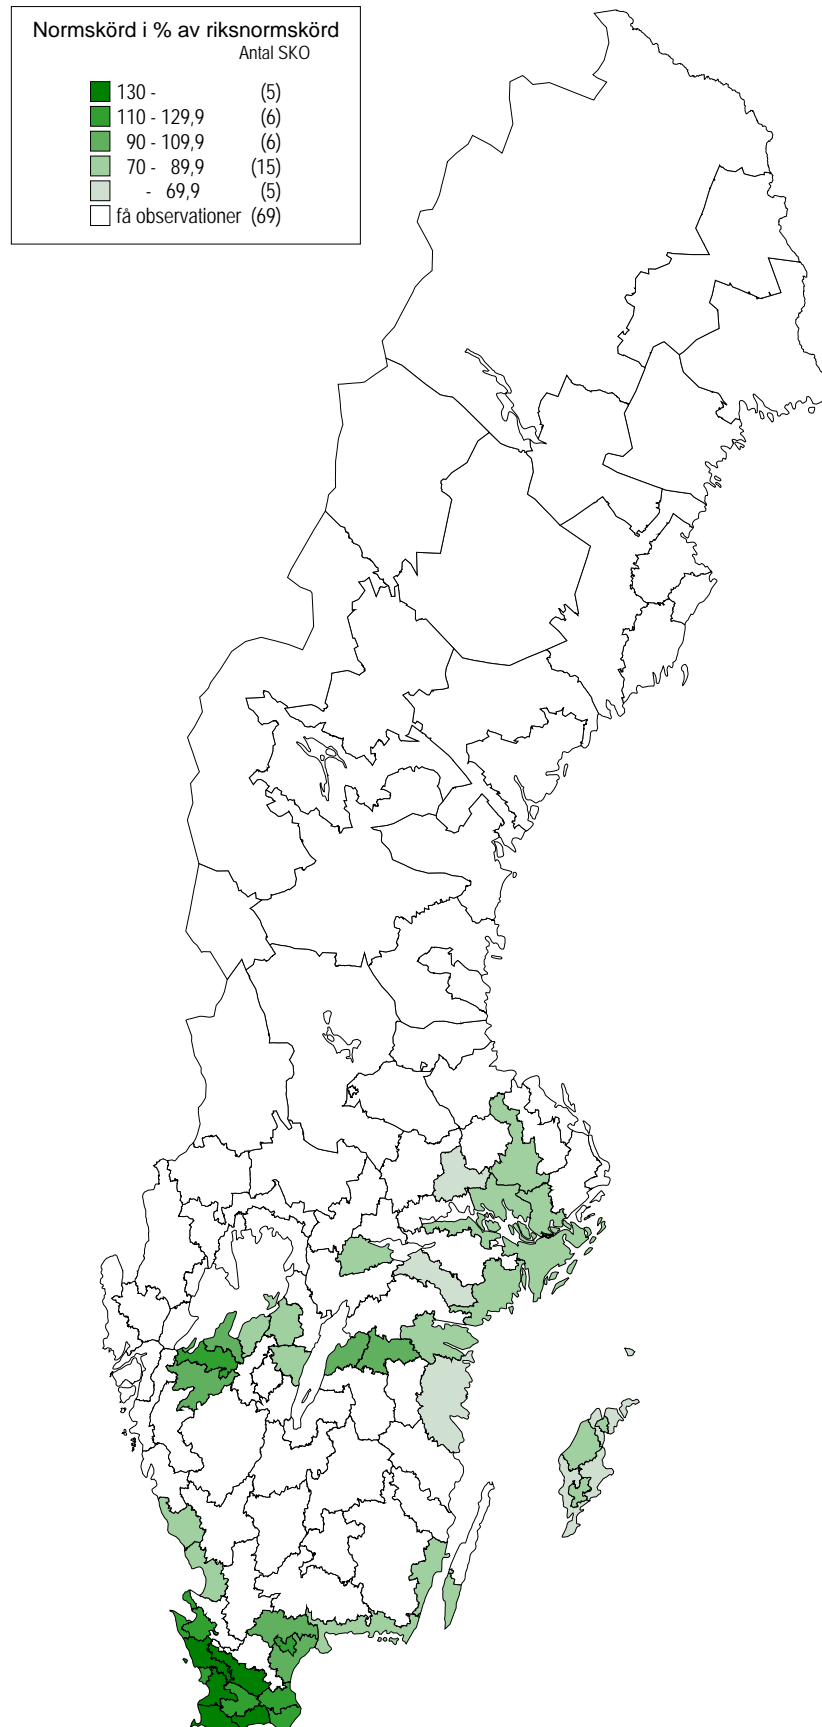 Normskörd i % av riksnormskörd
Antal SKO
130 - (5)
110 - 129,9 (6)
90 - 109,9 (6)
70 - 89,9 (15)
- 69,9 (5)
få observationer (69)